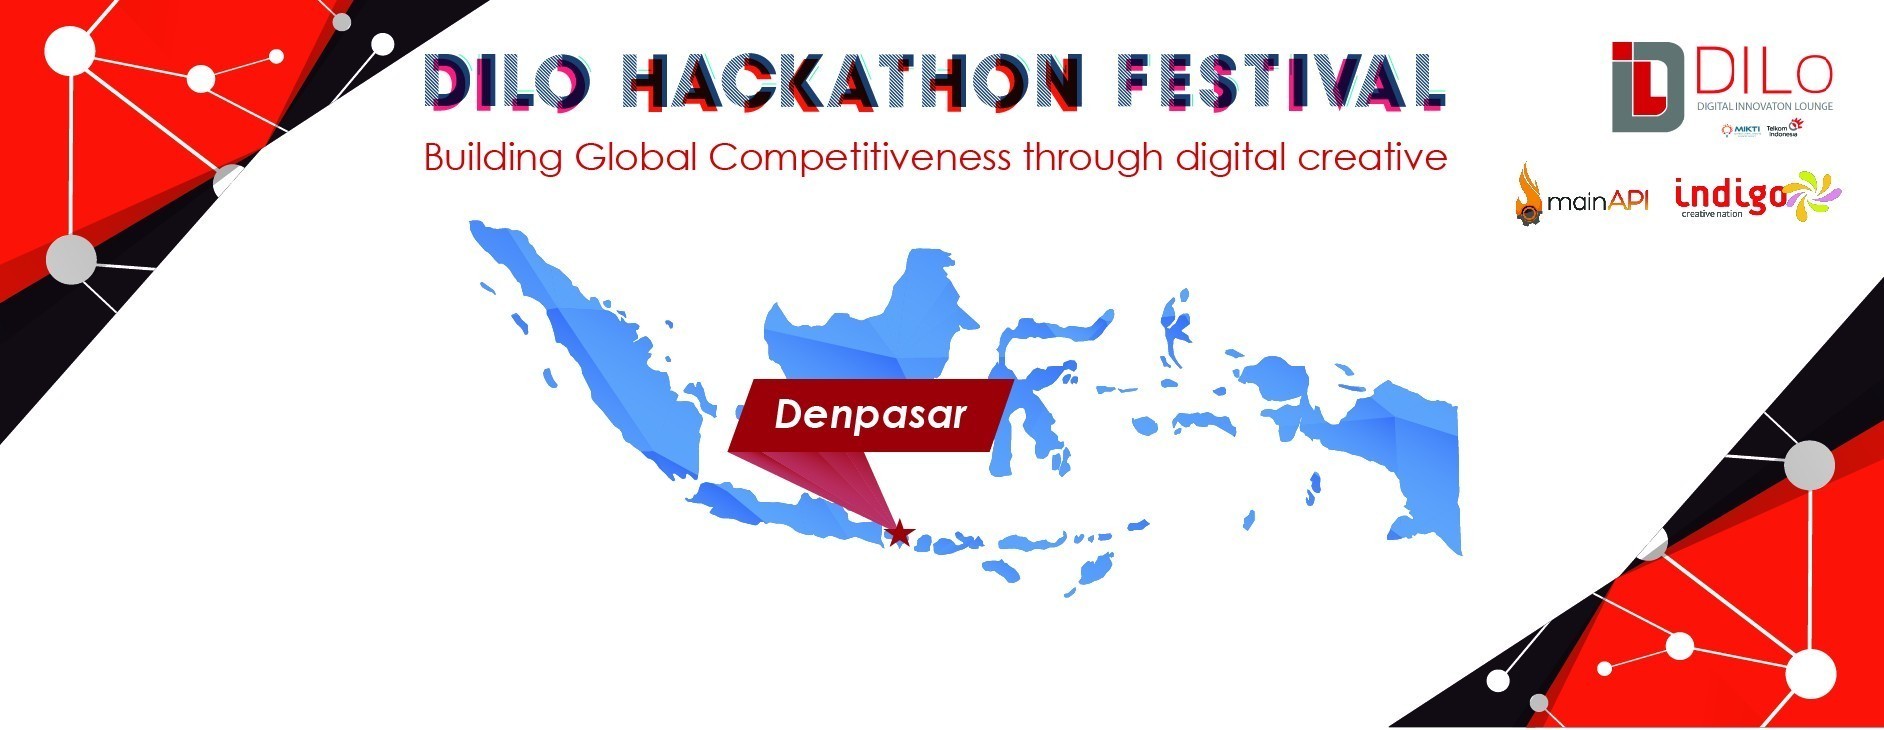 DILO HACKATHON FESTIVAL
Building Global Competitiveness through digital creative
DILo
DIGITAL INNOVATON LOUNGE
MIKTI
Telkom
Indonesia
mainAPI
indigo
creative nation
Denpasar